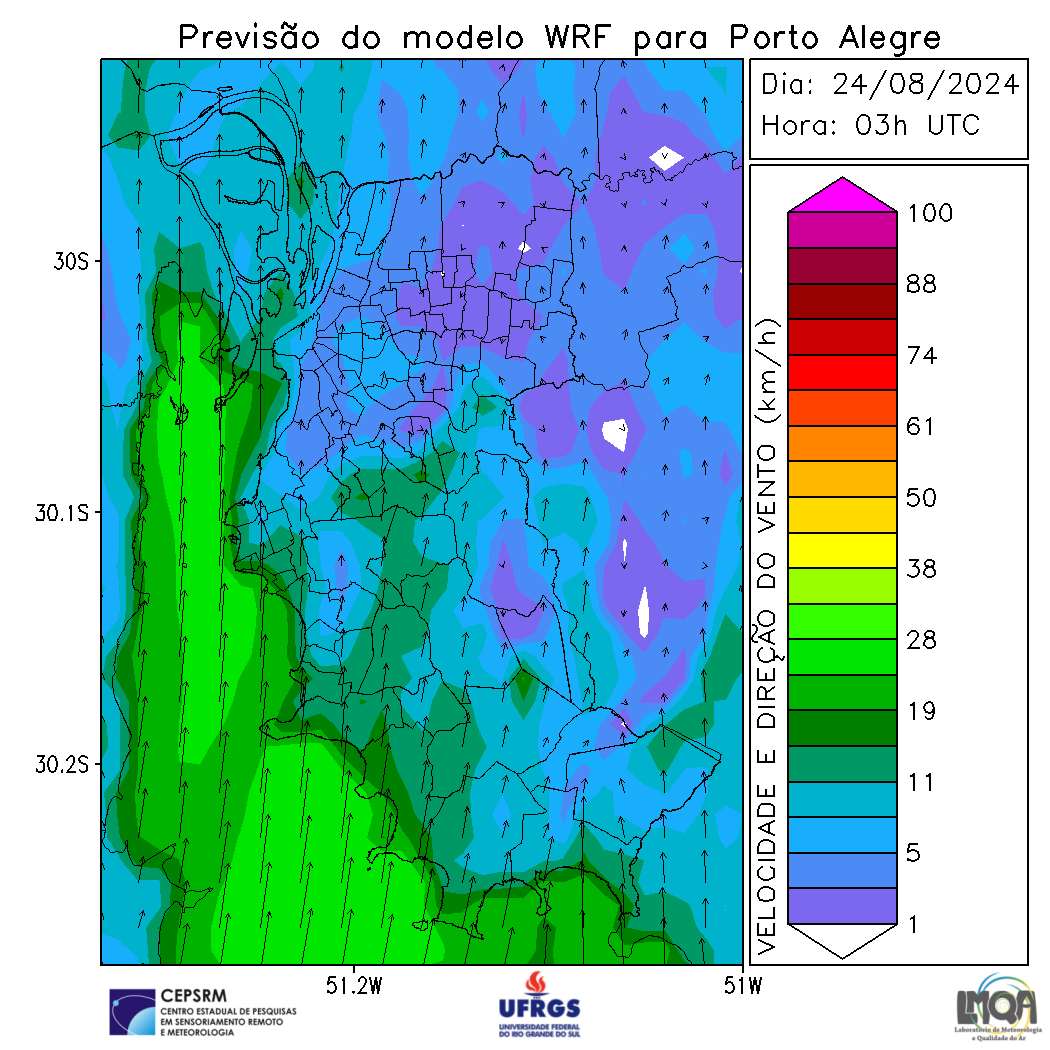 Previsão do modelo WRF para Porto Alegre
Dia: 24/08/2024
Hora: 03h UTC
30S
30.1S
30.2S
51.2W
51W
VELOCIDADE E DIREÇÃO DO VENTO (km/h)
100
88
74
61
50
38
28
19
11
5
1
CEPSRM
CENTRO ESTADUAL DE PESQUISAS
EM SENSORIAMENTO REMOTO
E METEOROLOGIA
UFRGS
UNIVERSIDADE FEDERAL
DO RIO GRANDE DO SUL
LMQA
Laboratório de Meteorologia
e Qualidade do Ar